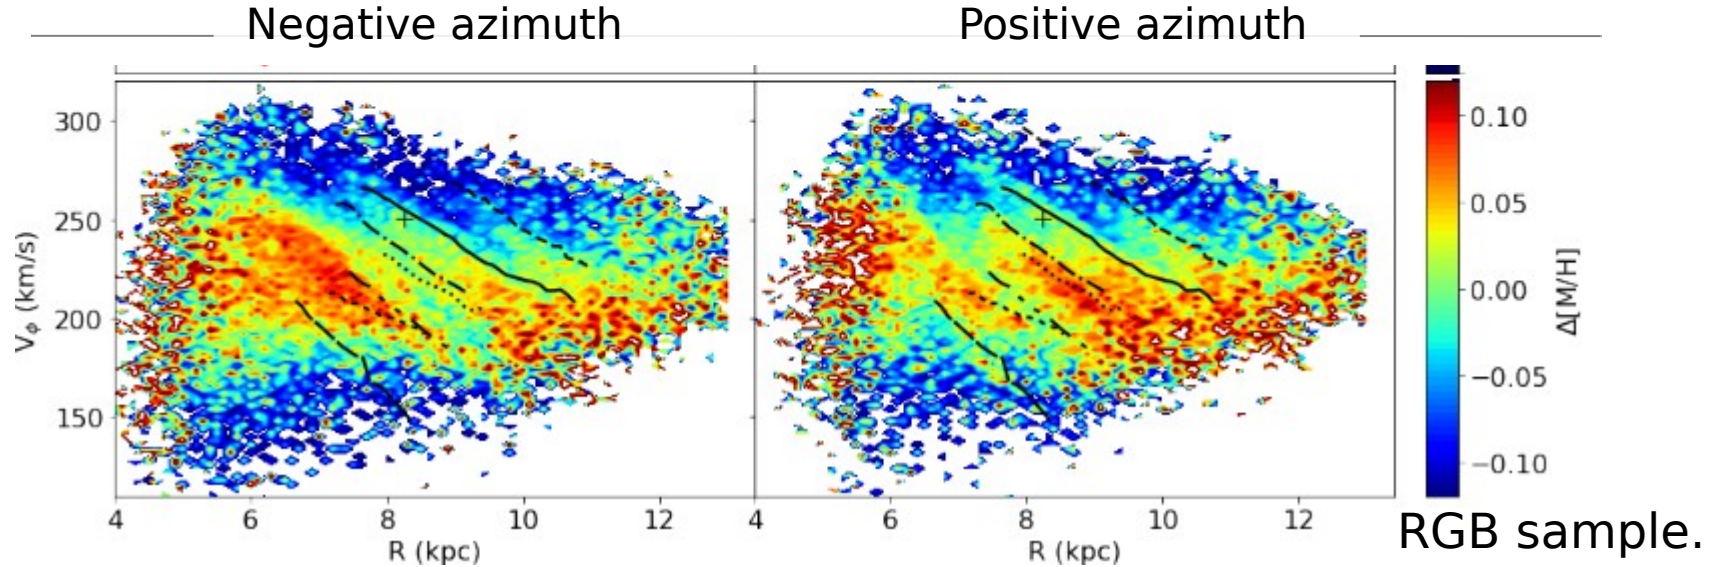 Negative azimuth
Positive azimuth
300
250
200
150
V_ϕ (km/s)
4 6 8 10 12
R (kpc)
4 6 8 10 12
R (kpc)
0.10
0.05
0.00
−0.05
−0.10
Δ[M/H]
RGB sample.